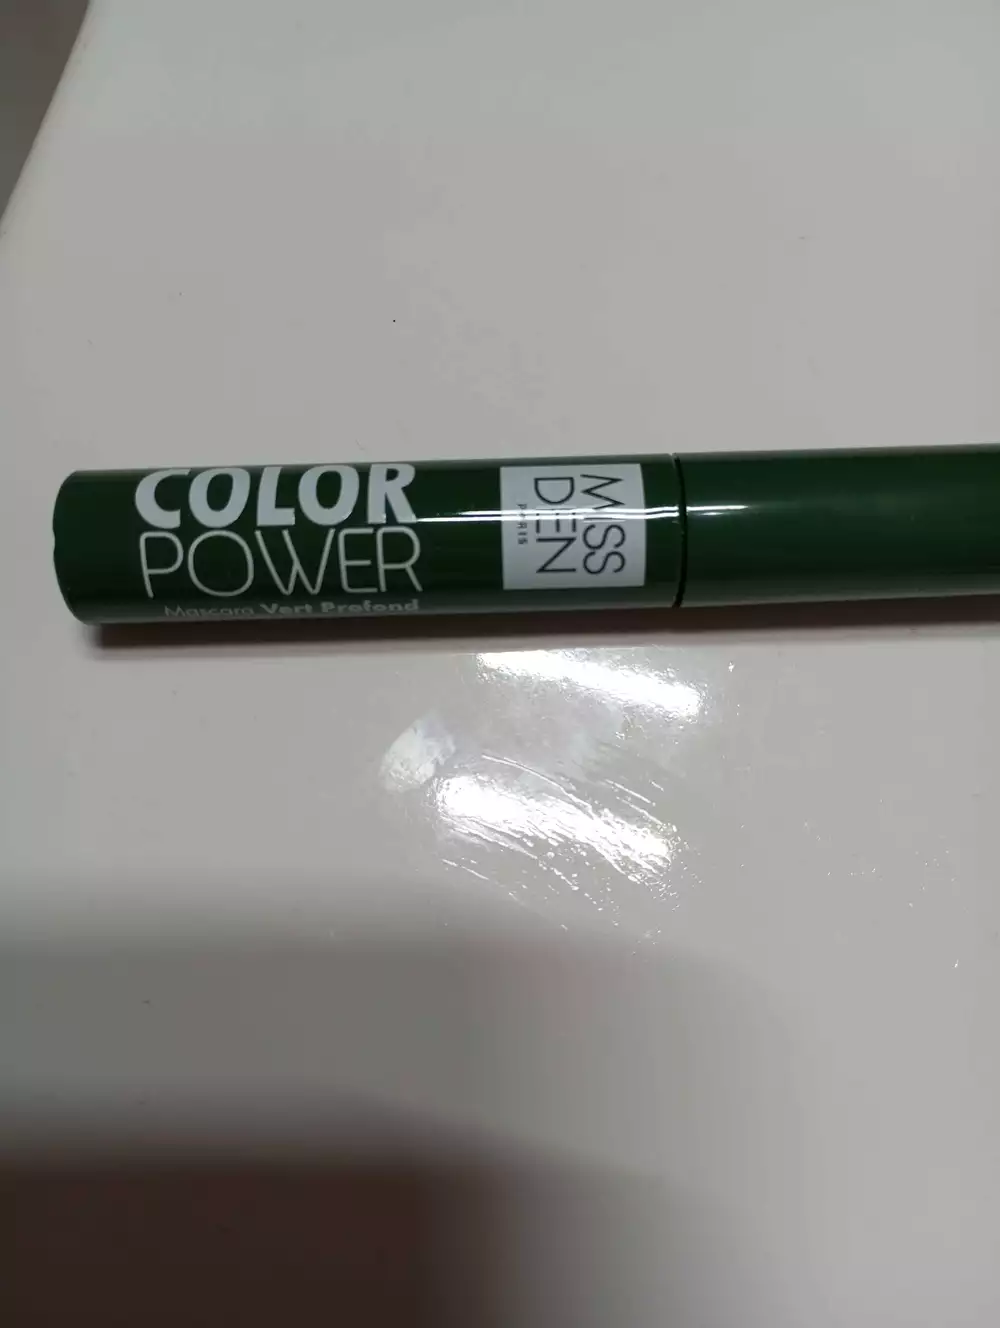 COLOR
POWER
Mascara Vert Profond
MISS
DEN
PARIS